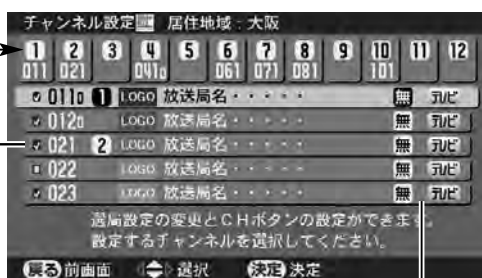 チャンネル設定 居住地域:大阪
1 2 3 4 5 6 7 8 9 10 11 12
011 021 041 061 071 081 101
011 1 LOGO 放送局名・・・・・ 無 テレビ
012 LOGO 放送局名・・・・・ 無 テレビ
021 2 LOGO 放送局名・・・・・ 無 テレビ
022 LOGO 放送局名・・・・・ 無 テレビ
023 LOGO 放送局名・・・・・ 無 テレビ
選局設定の変更とCHボタンの設定ができます。
設定するチャンネルを選択してください。
戻る 前画面 選択 決定 決定